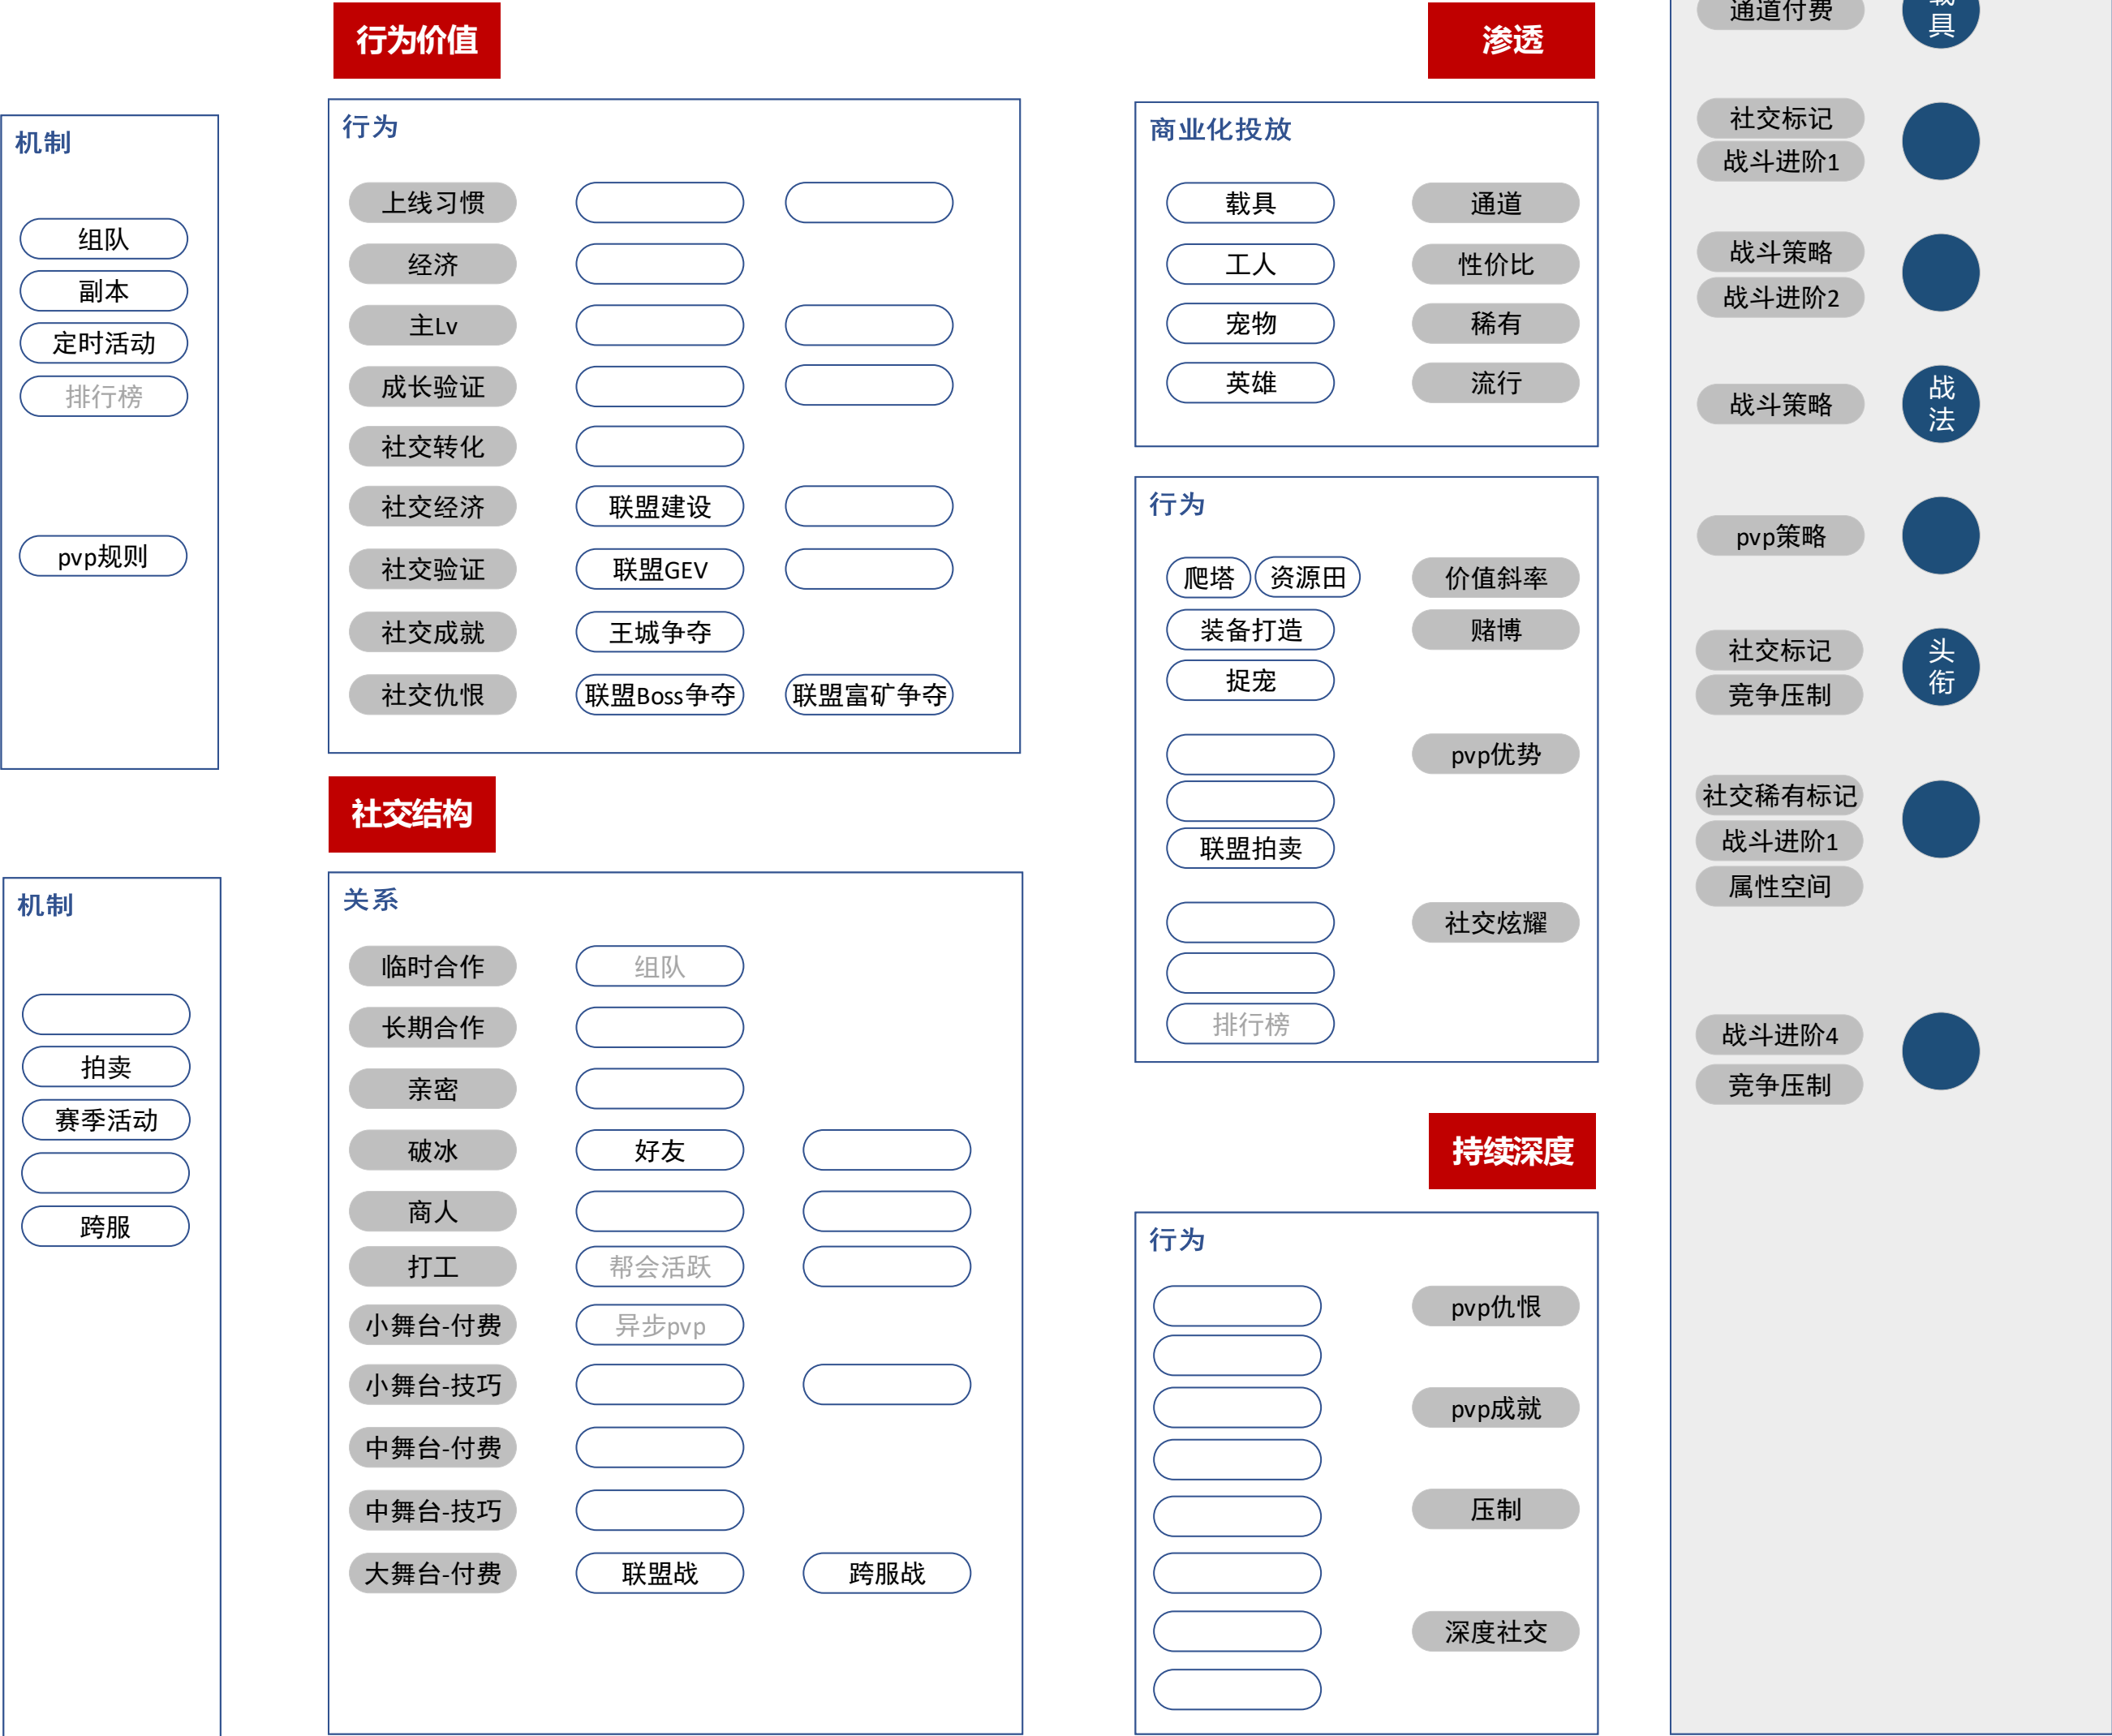 机制
组队
副本
定时活动
排行榜
pvp规则
机制
拍卖
赛季活动
跨服
行为价值
行为
上线习惯
经济
主Lv
成长验证
社交转化
社交经济
联盟建设
社交验证
联盟GEV
社交成就
王城争夺
社交仇恨
联盟Boss争夺
联盟富矿争夺
社交结构
关系
临时合作
组队
长期合作
亲密
破冰
好友
商人
打工
帮会活跃
小舞台-付费
异步pvp
小舞台-技巧
中舞台-付费
中舞台-技巧
大舞台-付费
联盟战
跨服战
渗透
商业化投放
载具
通道
工人
性价比
宠物
稀有
英雄
流行
行为
爬塔
资源田
价值斜率
装备打造
赌博
捉宠
pvp优势
联盟拍卖
社交炫耀
排行榜
持续深度
行为
pvp仇恨
pvp成就
压制
深度社交
通道付费
载
具
社交标记
战斗进阶1
战斗策略
战斗进阶2
战斗策略
战
法
pvp策略
社交标记
竞争压制
头
衔
社交稀有标记
战斗进阶1
属性空间
战斗进阶4
竞争压制